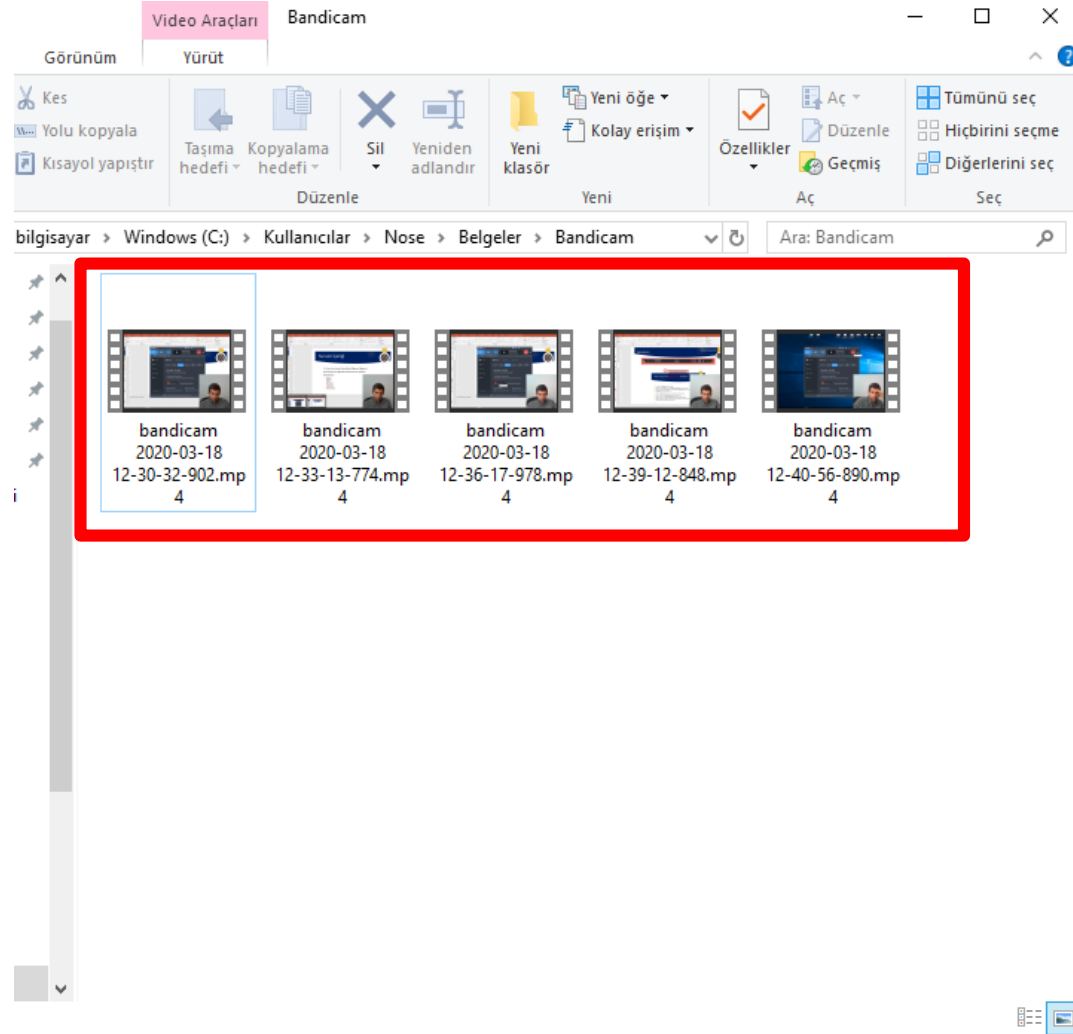 Video Araçları
Bandicam
Görünüm
Yürüt
Kes
Yolu kopyala
Kısayol yapıştır
Taşıma hedefi
Kopyalama hedefi
Sil
Yeniden adlandır
Düzenle
Yeni klasör
Yeni öğe
Kolay erişim
Yeni
Özellikler
Aç
Düzenle
Geçmiş
Aç
Tümünü seç
Hiçbirini seçme
Diğerlerini seç
Seç
bilgisayar > Windows (C:) > Kullanıcılar > Nose > Belgeler > Bandicam
Ara: Bandicam
i
bandicam
2020-03-18
12-30-32-902.mp
4
bandicam
2020-03-18
12-33-13-774.mp
4
bandicam
2020-03-18
12-36-17-978.mp
4
bandicam
2020-03-18
12-39-12-848.mp
4
bandicam
2020-03-18
12-40-56-890.mp
4